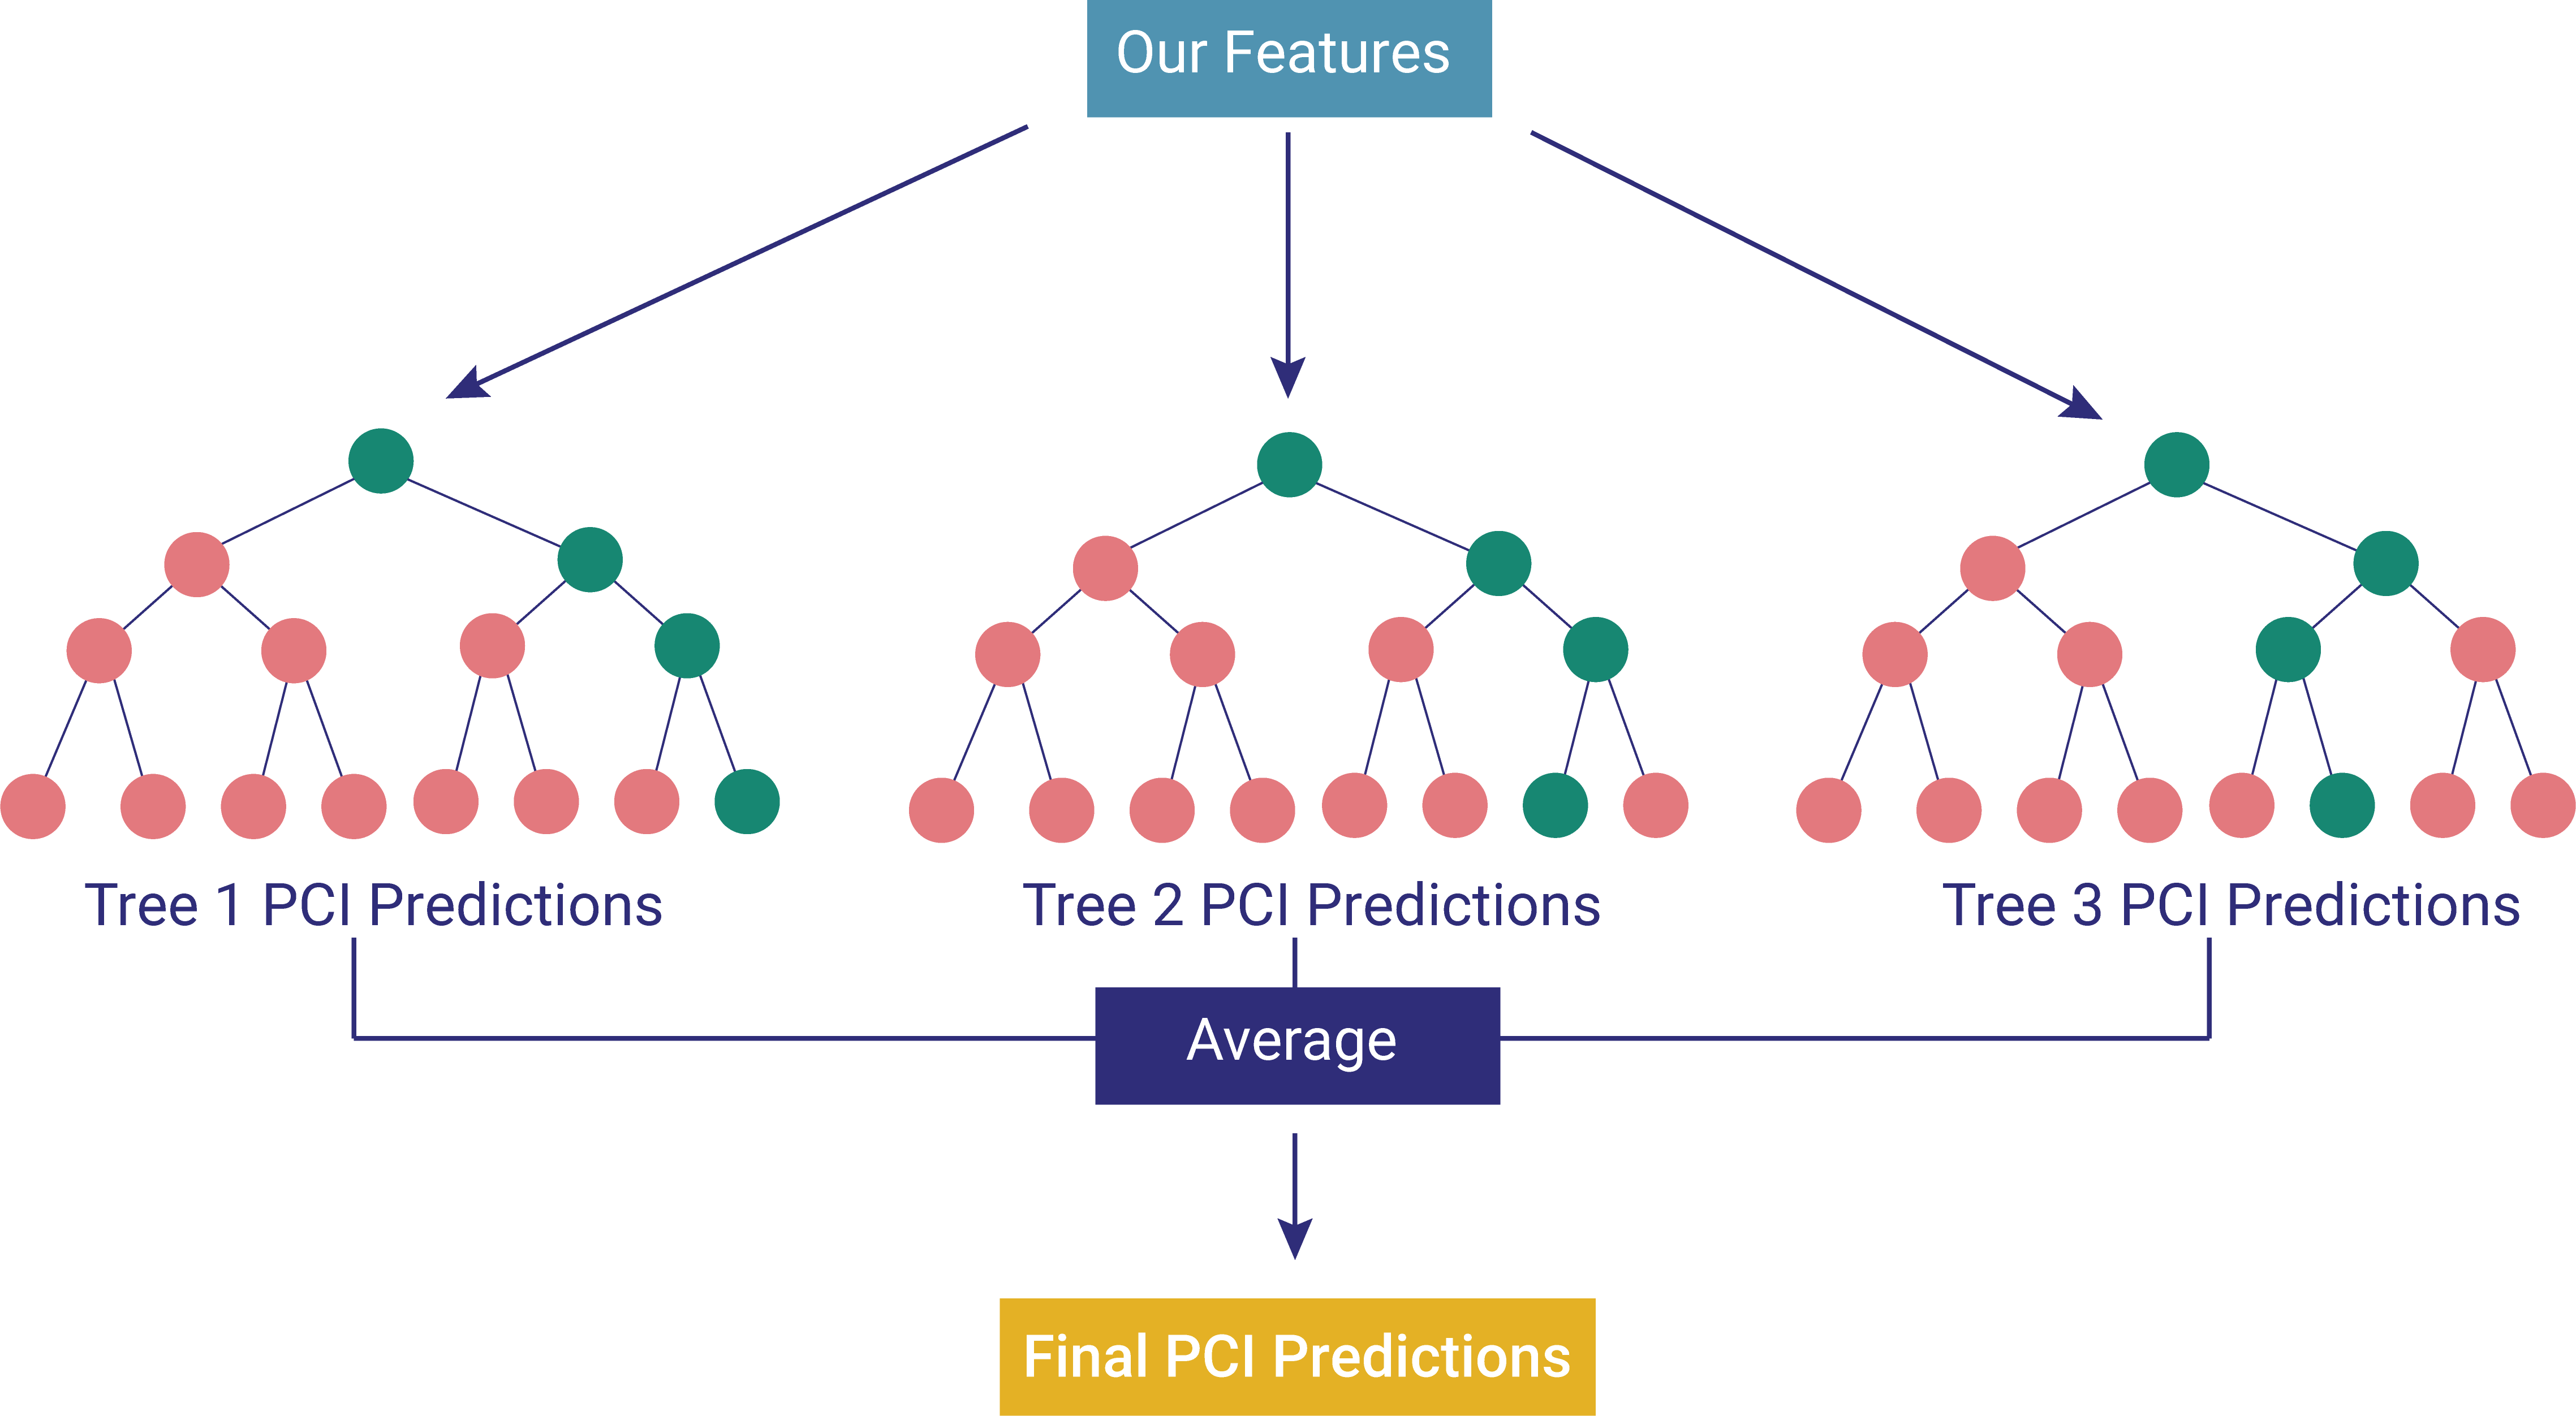 Our Features
Tree 1 PCI Predictions
Tree 2 PCI Predictions
Tree 3 PCI Predictions
Average
Final PCI Predictions